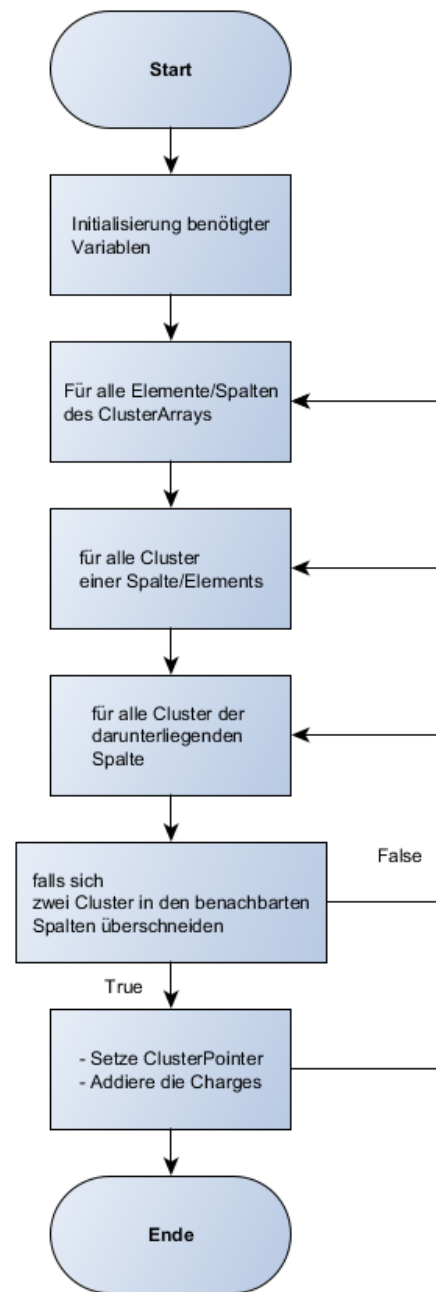 Start
Initialisierung benötigter
Variablen
Für alle Elemente/Spalten
des ClusterArrays
für alle Cluster
einer Spalte/Elements
für alle Cluster der
darunterliegenden
Spalte
False
falls sich
zwei Cluster in den benachbarten
Spalten überschneiden
True
- Setze ClusterPointer
- Addiere die Charges
Ende